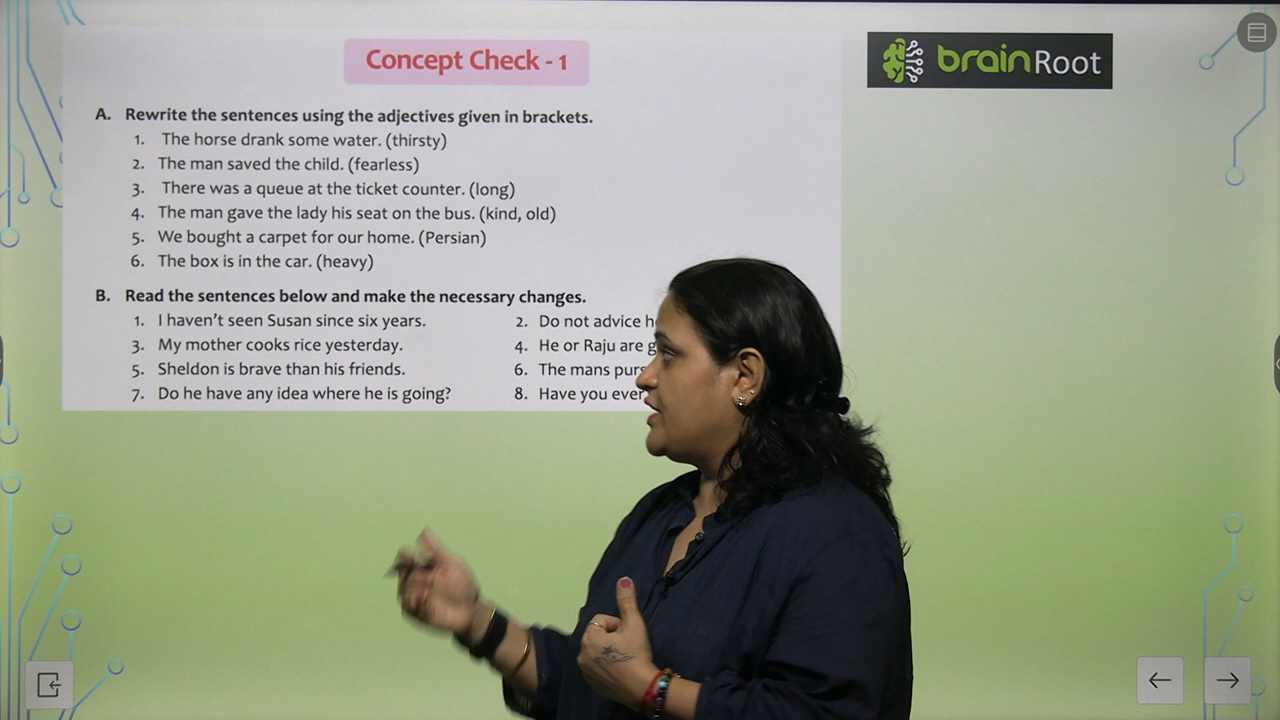 Concept Check - 1
brainRoot
A. Rewrite the sentences using the adjectives given in brackets.
1. The horse drank some water. (thirsty)
2. The man saved the child. (fearless)
3. There was a queue at the ticket counter. (long)
4. The man gave the lady his seat on the bus. (kind, old)
5. We bought a carpet for our home. (Persian)
6. The box is in the car. (heavy)
B. Read the sentences below and make the necessary changes.
1. I haven't seen Susan since six years. 2. Do not advice
3. My mother cooks rice yesterday. 4. He or Raju are
5. Sheldon is brave than his friends. 6. The mans
7. Do he have any idea where he is going? 8. Have you ever